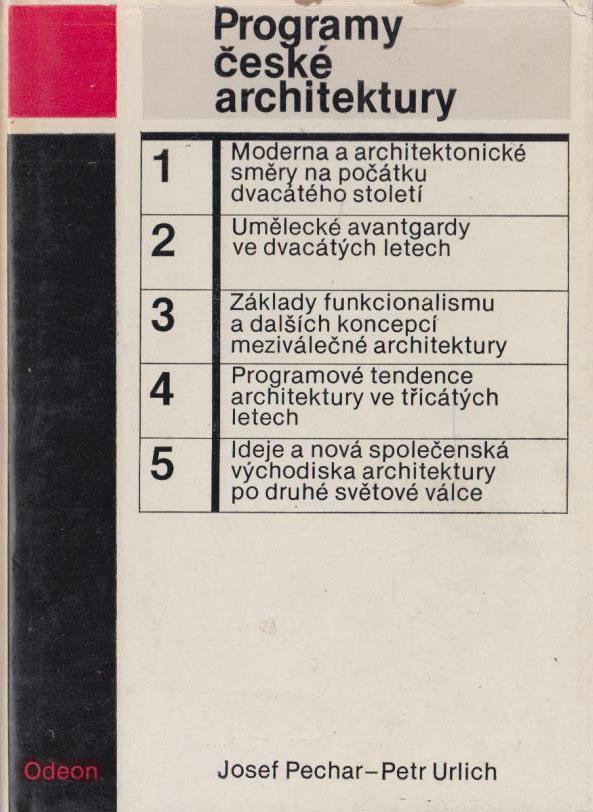 Programy
české
architektury
1
Moderna a architektonické
směry na počátku
dvacátého století
2
Umělecké avantgardy
ve dvacátých letech
3
Základy funkcionalismu
a dalších koncepcí
meziválečné architektury
4
Programové tendence
architektury ve třicátých
letech
5
Ideje a nová společenská
východiska architektury
po druhé světové válce
Odeon
Josef Pechar–Petr Urlich